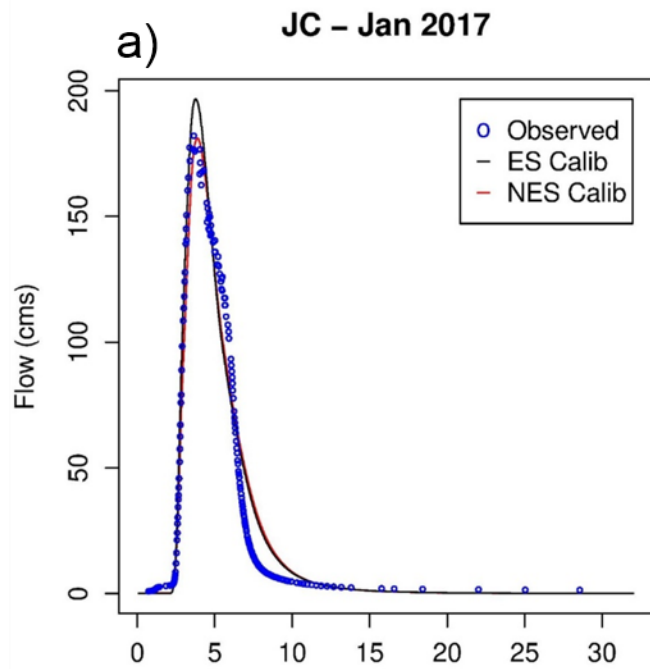 a)
JC – Jan 2017
Observed
ES Calib
NES Calib
Flow (cms)
200
150
100
50
0
0 5 10 15 20 25 30